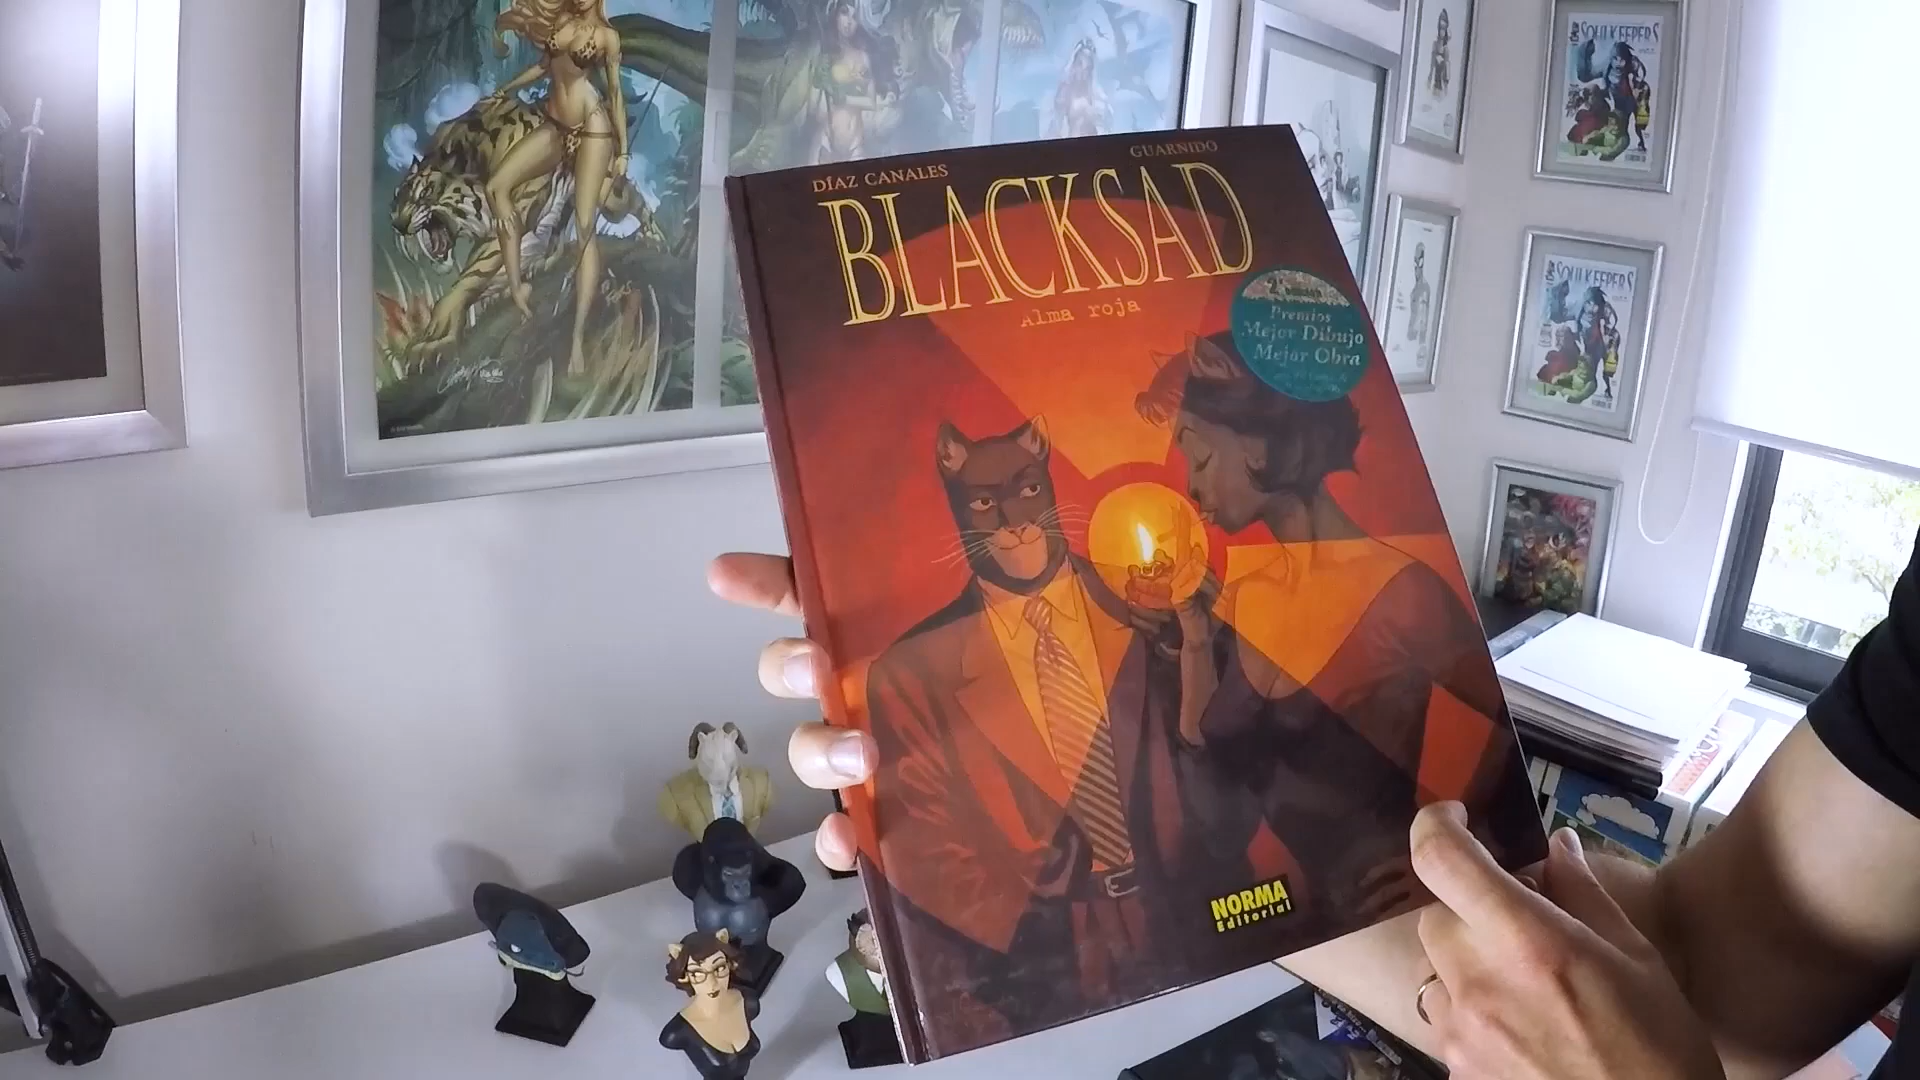 DÍAZ CANALES
GUARNIDO
BLACKSAD
Alma roja
Premios
Mejor Dibujo
Mejor Obra
NORMA
Editorial
SOULKEEPERS
SOULKEEPERS